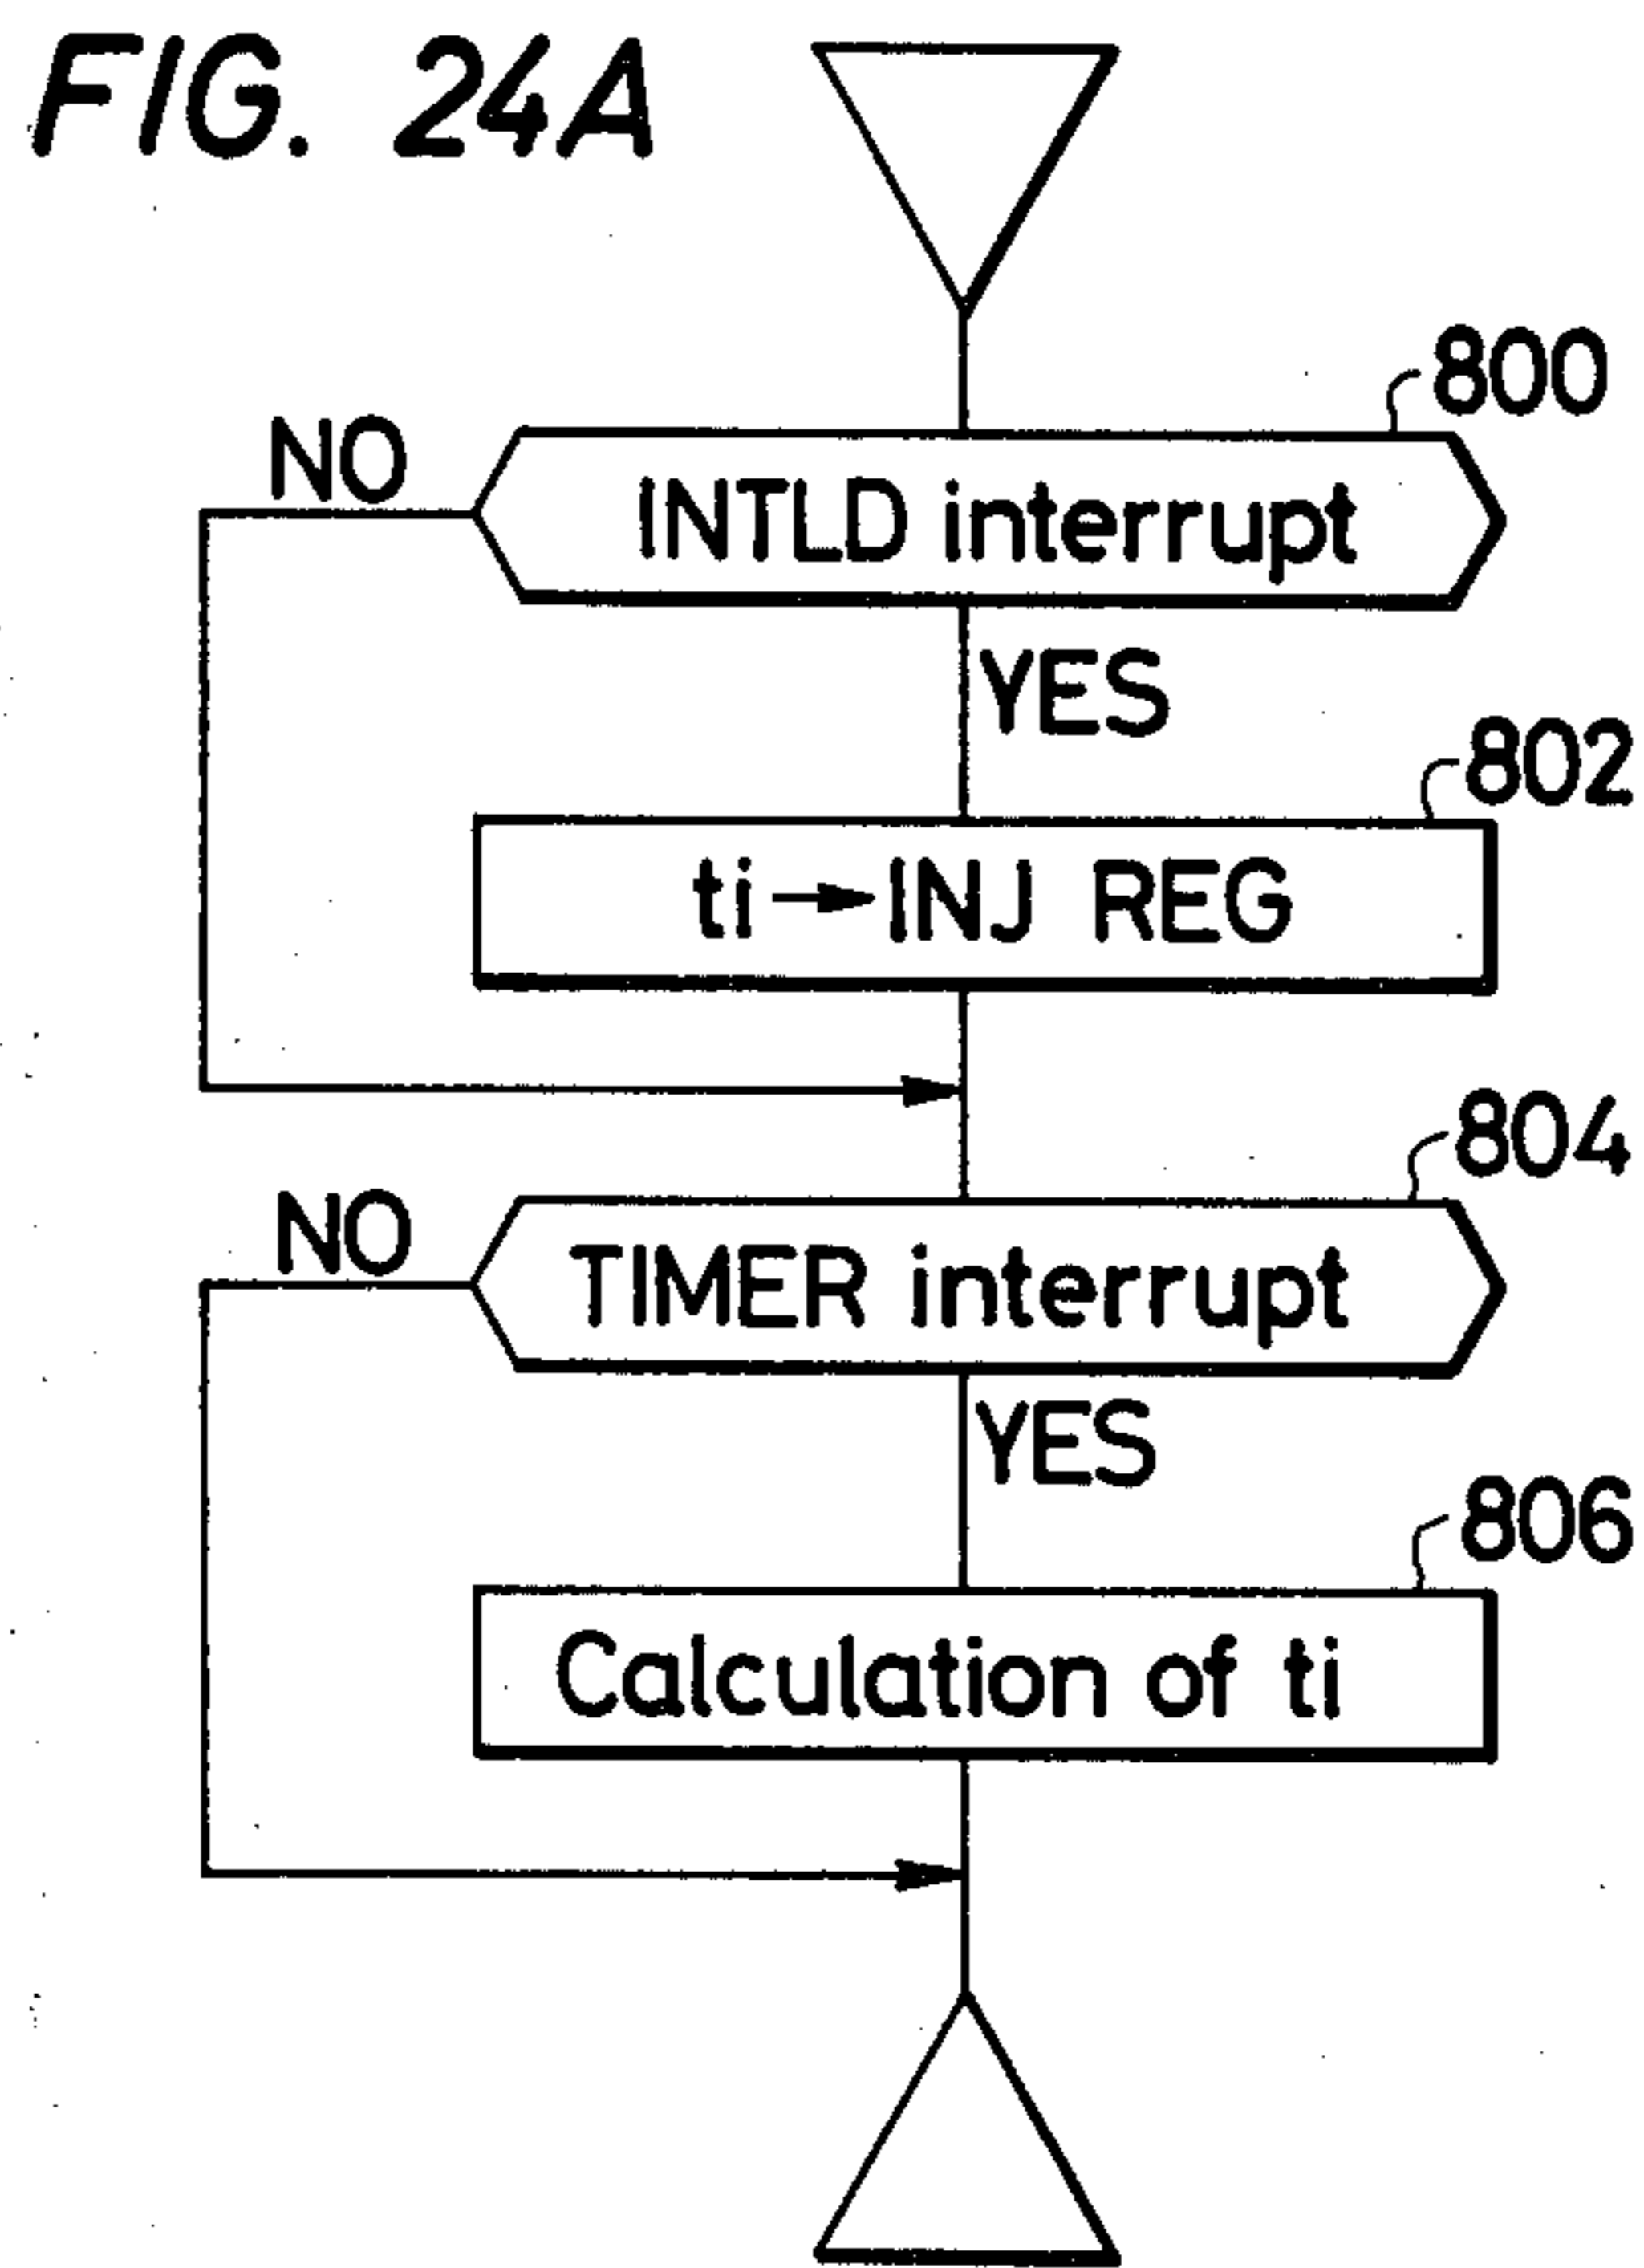 FIG. 24A
800
NO
INTLD interrupt
YES
802
ti→INJ REG
804
NO
TIMER interrupt
YES
806
Calculation of ti